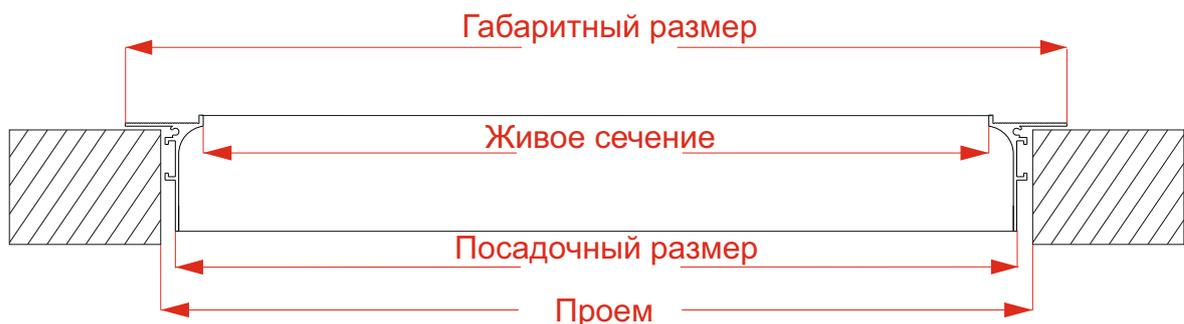 Габаритный размер
Живое сечение
Посадочный размер
Проем